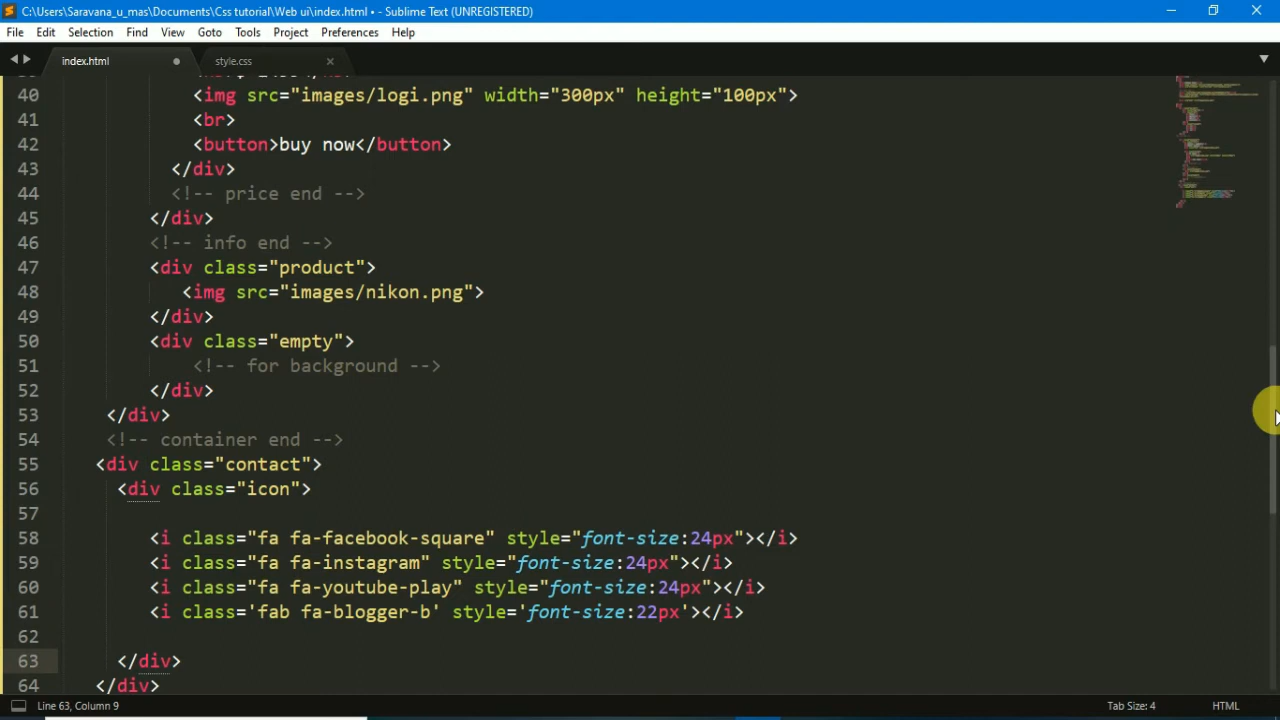 C:\Users\Saravana_u_mas\Documents\Css tutorial\Web ui\index.html • - Sublime Text (UNREGISTERED)
File Edit Selection Find View Goto Tools Project Preferences Help
index.html style.css
40 <img src="images/logi.png" width="300px" height="100px">
41 <br>
42 <button>buy now</button>
43 </div>
44 <!-- price end -->
45 </div>
46 <!-- info end -->
47 <div class="product">
48 <img src="images/nikon.png">
49 </div>
50 <div class="empty">
51 <!-- for background -->
52 </div>
53 </div>
54 <!-- container end -->
55 <div class="contact">
56 <div class="icon">
57
58 <i class="fa fa-facebook-square" style="font-size:24px"></i>
59 <i class="fa fa-instagram" style="font-size:24px"></i>
60 <i class="fa fa-youtube-play" style="font-size:24px"></i>
61 <i class='fab fa-blogger-b' style='font-size:22px'></i>
62
63 </div>
64 </div>
Line 63, Column 9 Tab Size: 4 HTML